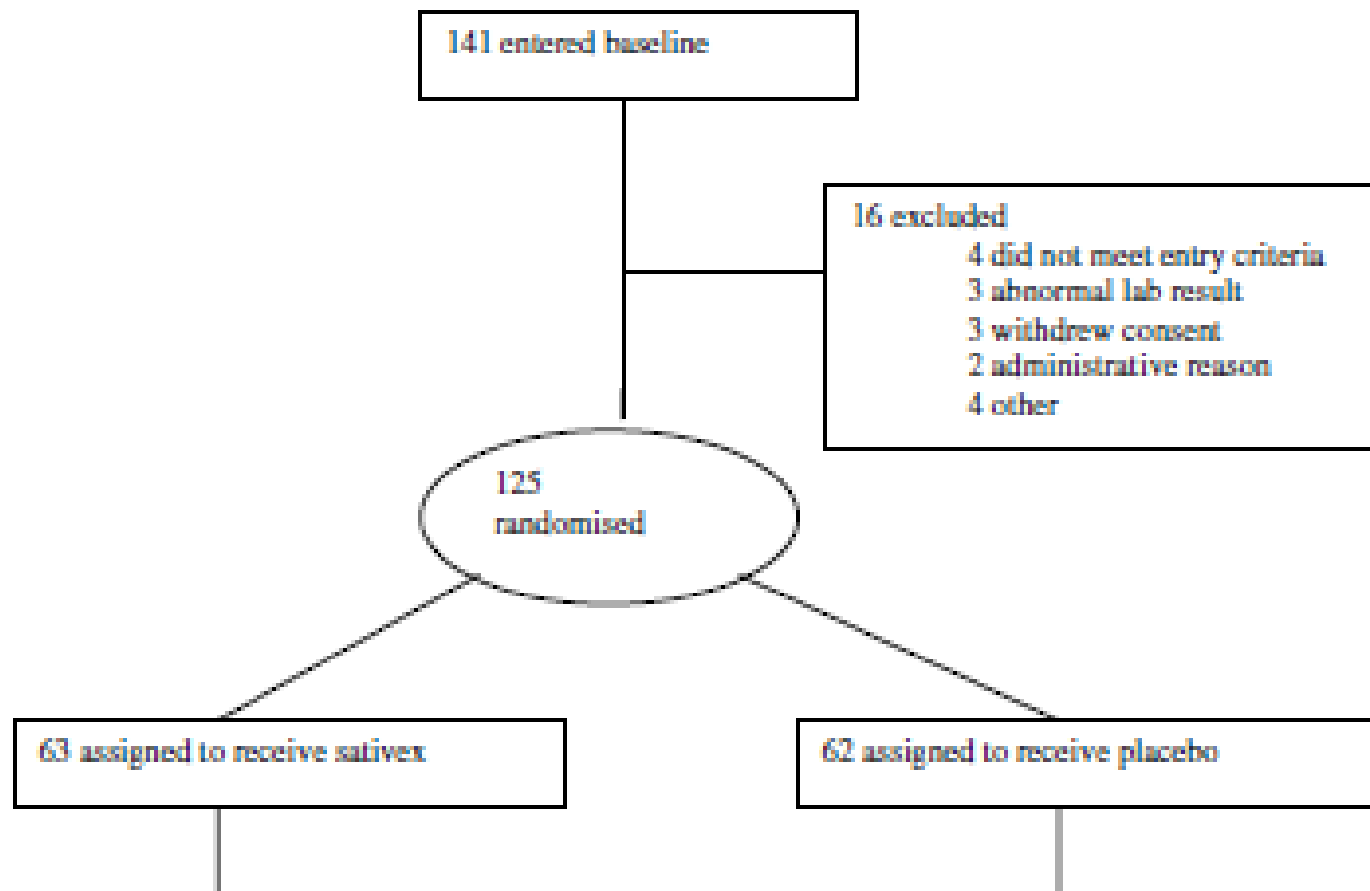 141 entered baseline
16 excluded
4 did not meet entry criteria
3 abnormal lab result
3 withdrew consent
2 administrative reason
4 other
125
randomised
63 assigned to receive sativex
62 assigned to receive placebo